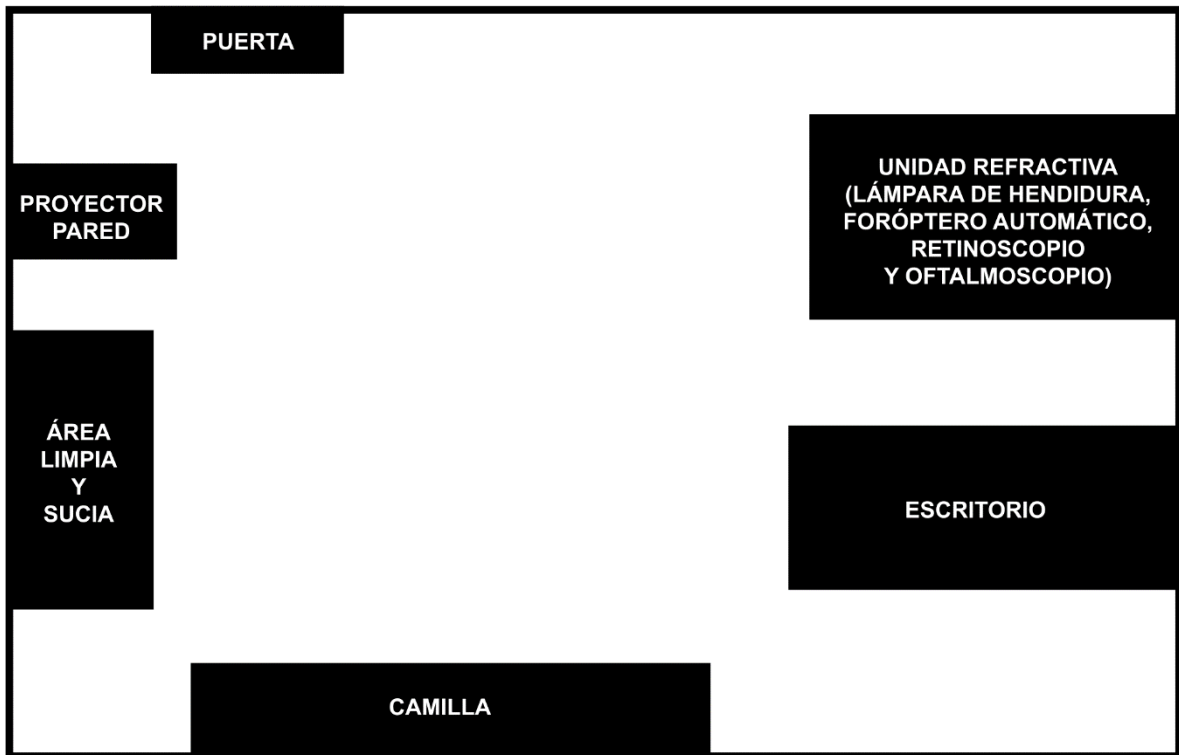 PUERTA
PROYECTOR
PARED
UNIDAD REFRACTIVA
(LÁMPARA DE HENDIDURA,
FORÓPTERO AUTOMÁTICO,
RETINOSCOPIO
Y OFTALMOSCOPIO)
ÁREA
LIMPIA
Y
SUCIA
ESCRITORIO
CAMILLA